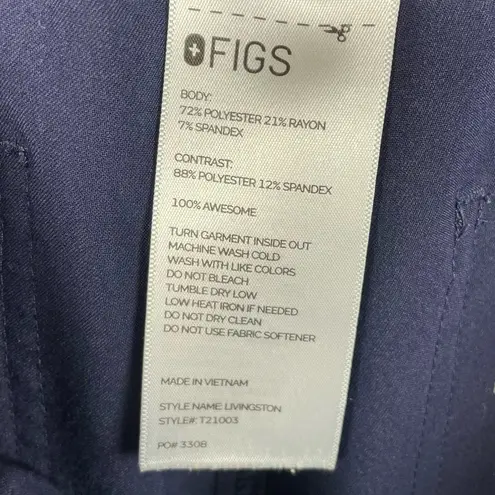 FIGS
BODY:
72% POLYESTER 21% RAYON
7% SPANDEX
CONTRAST:
88% POLYESTER 12% SPANDEX
100% AWESOME
TURN GARMENT INSIDE OUT
MACHINE WASH COLD
WASH WITH LIKE COLORS
DO NOT BLEACH
TUMBLE DRY LOW
LOW HEAT IRON IF NEEDED
DO NOT DRY CLEAN
DO NOT USE FABRIC SOFTENER
MADE IN VIETNAM
STYLE NAME: LIVINGSTON
STYLE#: T21003
PO# 3308